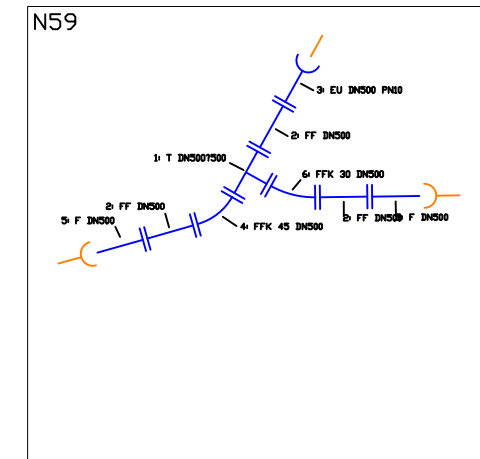 N59
3: EU DN500 PN10
2: FF DN500
1: T DN500?500
6: FFK 30 DN500
2: FF DN500
5: F DN500
2: FF DN500
F DN500
4: FFK 45 DN500